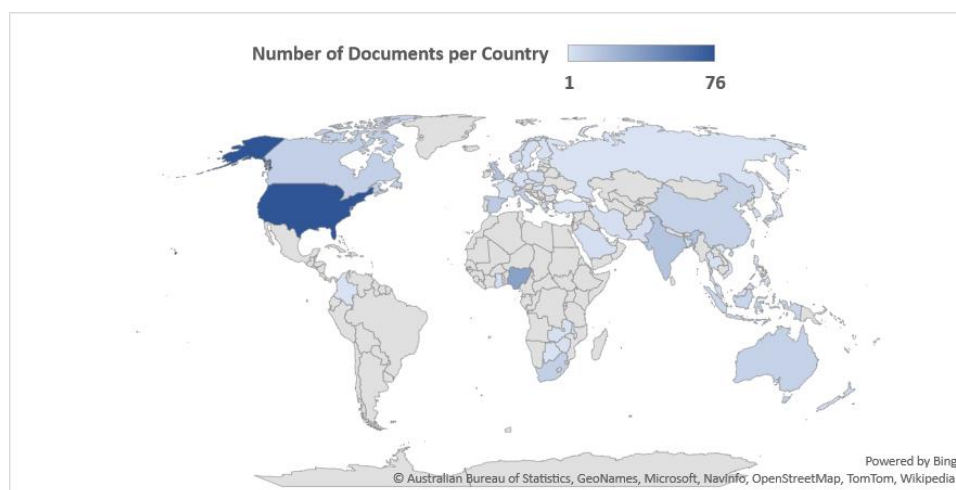 Number of Documents per Country
1 76
Powered by Bing
© Australian Bureau of Statistics, GeoNames, Microsoft, Navinfo, OpenStreetMap, TomTom, Wikipedia